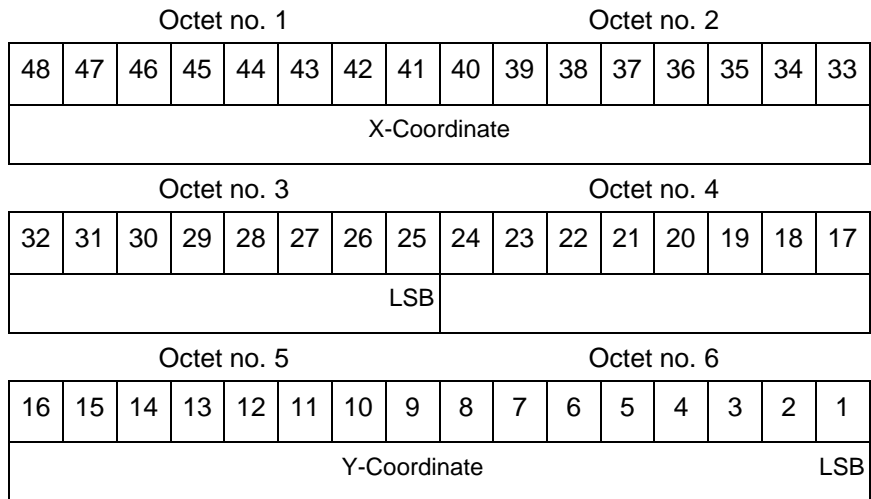 Octet no. 1 Octet no. 2
48 47 46 45 44 43 42 41 40 39 38 37 36 35 34 33
X-Coordinate
Octet no. 3 Octet no. 4
32 31 30 29 28 27 26 25 24 23 22 21 20 19 18 17
LSB
Octet no. 5 Octet no. 6
16 15 14 13 12 11 10 9 8 7 6 5 4 3 2 1
Y-Coordinate LSB